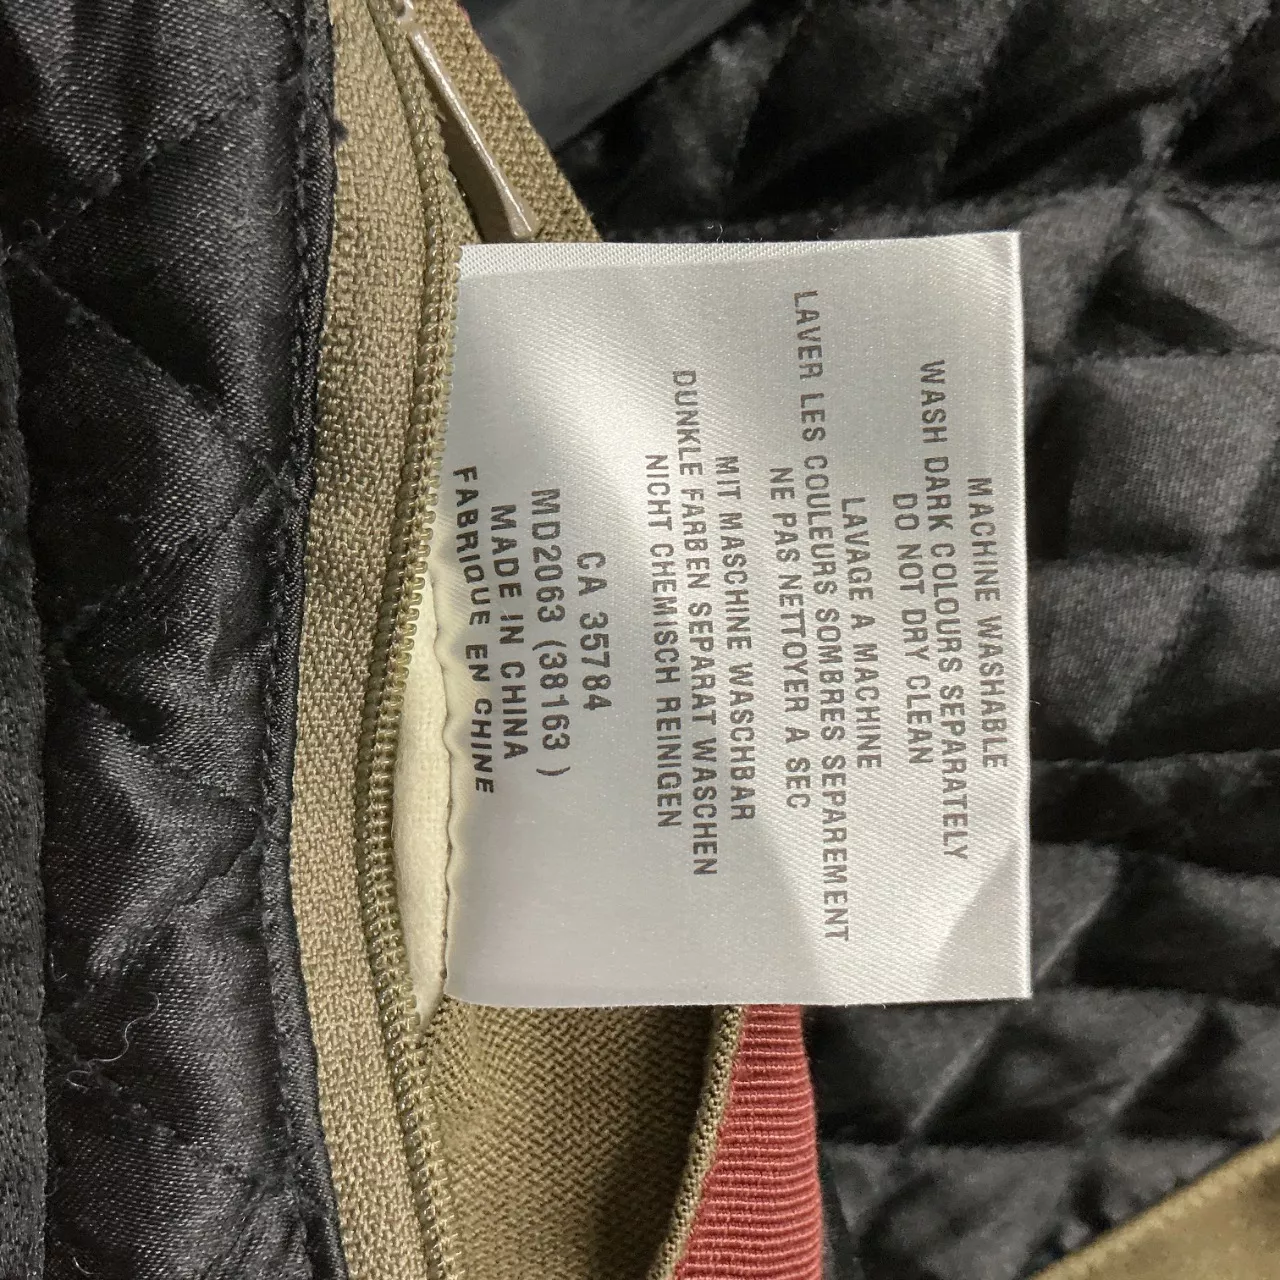 MACHINE WASHABLE
WASH DARK COLOURS SEPARATELY
DO NOT DRY CLEAN
LAVAGE A MACHINE
LAVER LES COULEURS SOMBRES SEPAREMENT
NE PAS NETTOYER A SEC
MIT MASCHINE WASCHBAR
DUNKLE FARBEN SEPARAT WASCHEN
NICHT CHEMISCH REINIGEN
CA 35784
MD2063 (38163 )
MADE IN CHINA
FABRIQUE EN CHINE